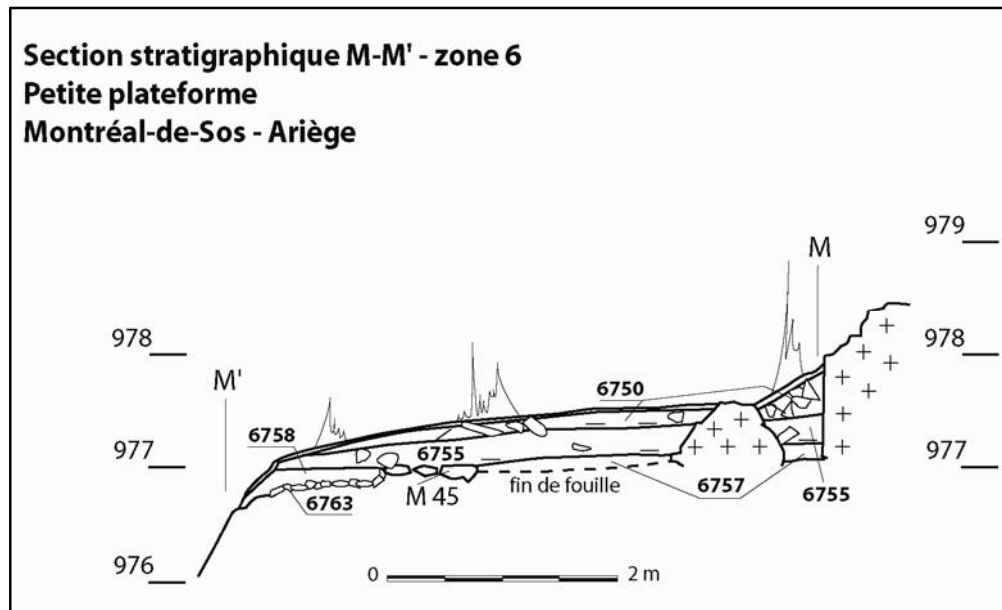 Section stratigraphique M-M' - zone 6
Petite plateforme
Montréal-de-Sos - Ariège
979
M
978
978
M'
6750
6758
977
6755
977
M 45
fin de fouille
6757
6755
6763
976
0
2 m